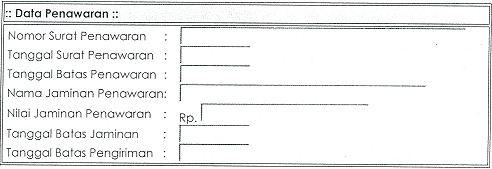 :: Data Penawaran ::
Nomor Surat Penawaran :
Tanggal Surat Penawaran :
Tanggal Batas Penawaran :
Nama Jaminan Penawaran:
Nilai Jaminan Penawaran : Rp.
Tanggal Batas Jaminan :
Tanggal Batas Pengiriman :